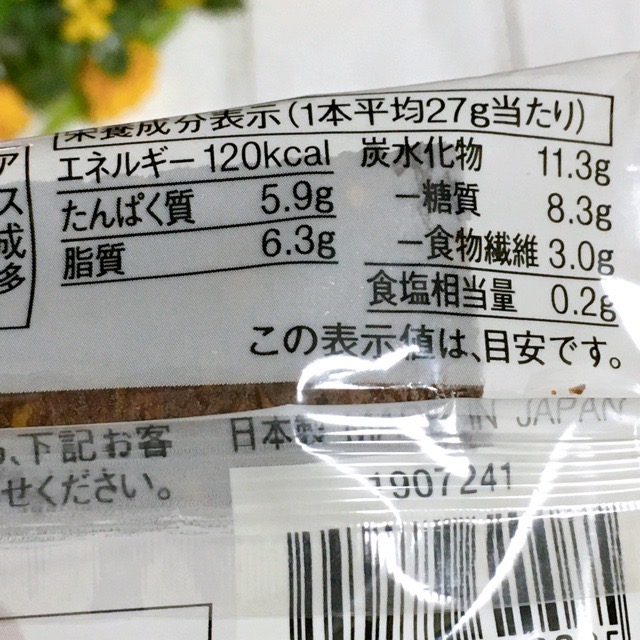 栄養成分表示(1本平均27g当たり)
エネルギー 120kcal
たんぱく質 5.9g
脂質 6.3g
炭水化物 11.3g
－糖質 8.3g
－食物繊維 3.0g
食塩相当量 0.2g
この表示値は、目安です。
ア
ス
成
多
、下記お客
せください。
日本製 MADE IN JAPAN
1907241